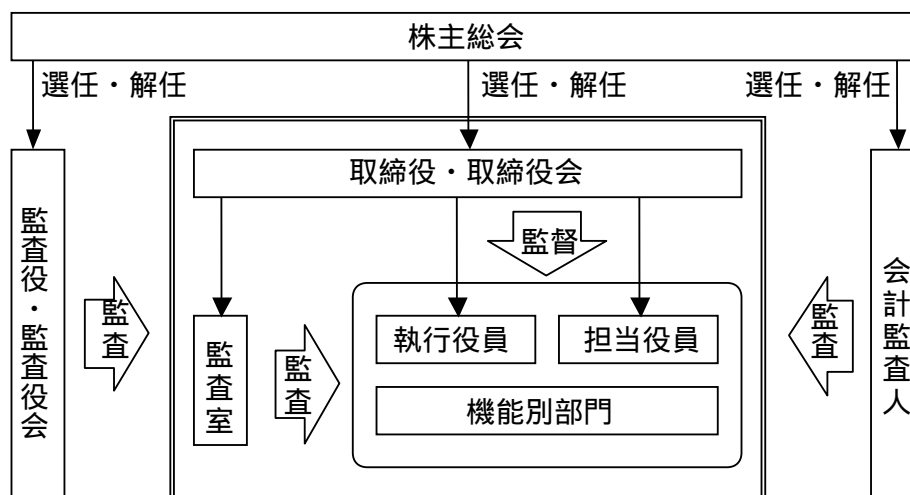 株主総会
選任・解任
選任・解任
選任・解任
取締役・取締役会
監督
監査役・監査役会
監査
監査室
監査
執行役員
担当役員
機能別部門
監査
会計監査人